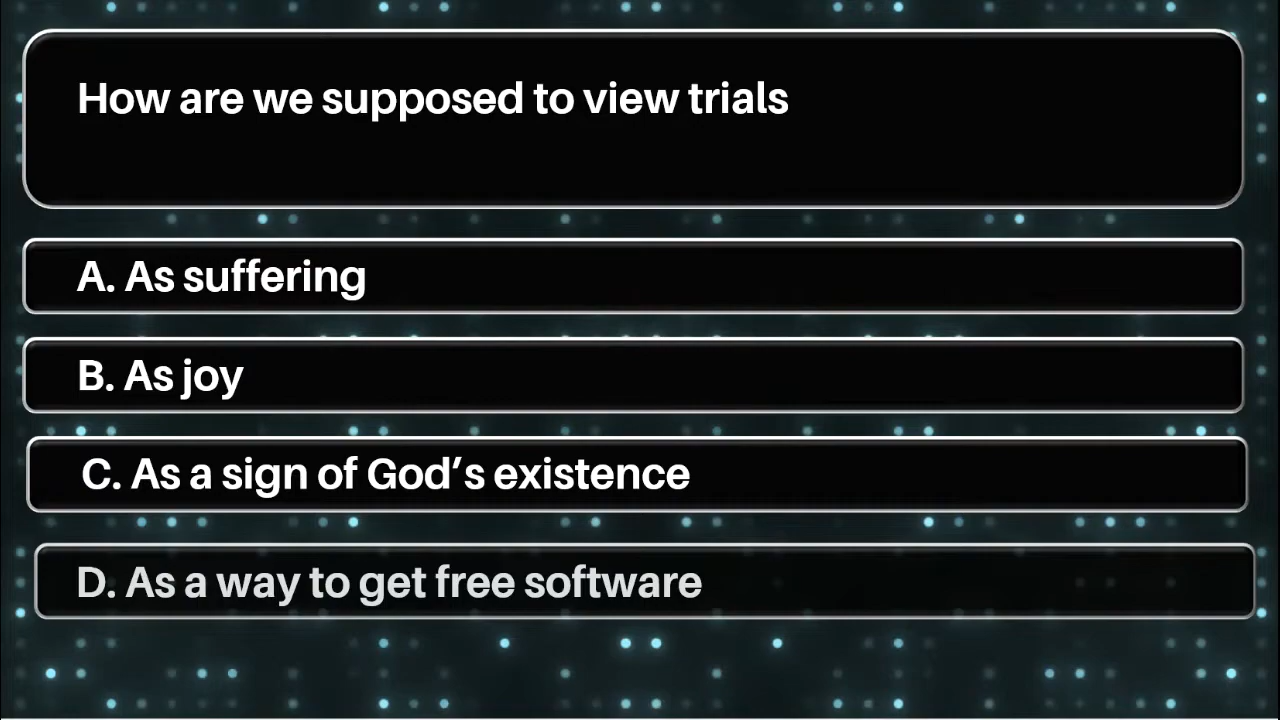 How are we supposed to view trials
A. As suffering
B. As joy
C. As a sign of God’s existence
D. As a way to get free software